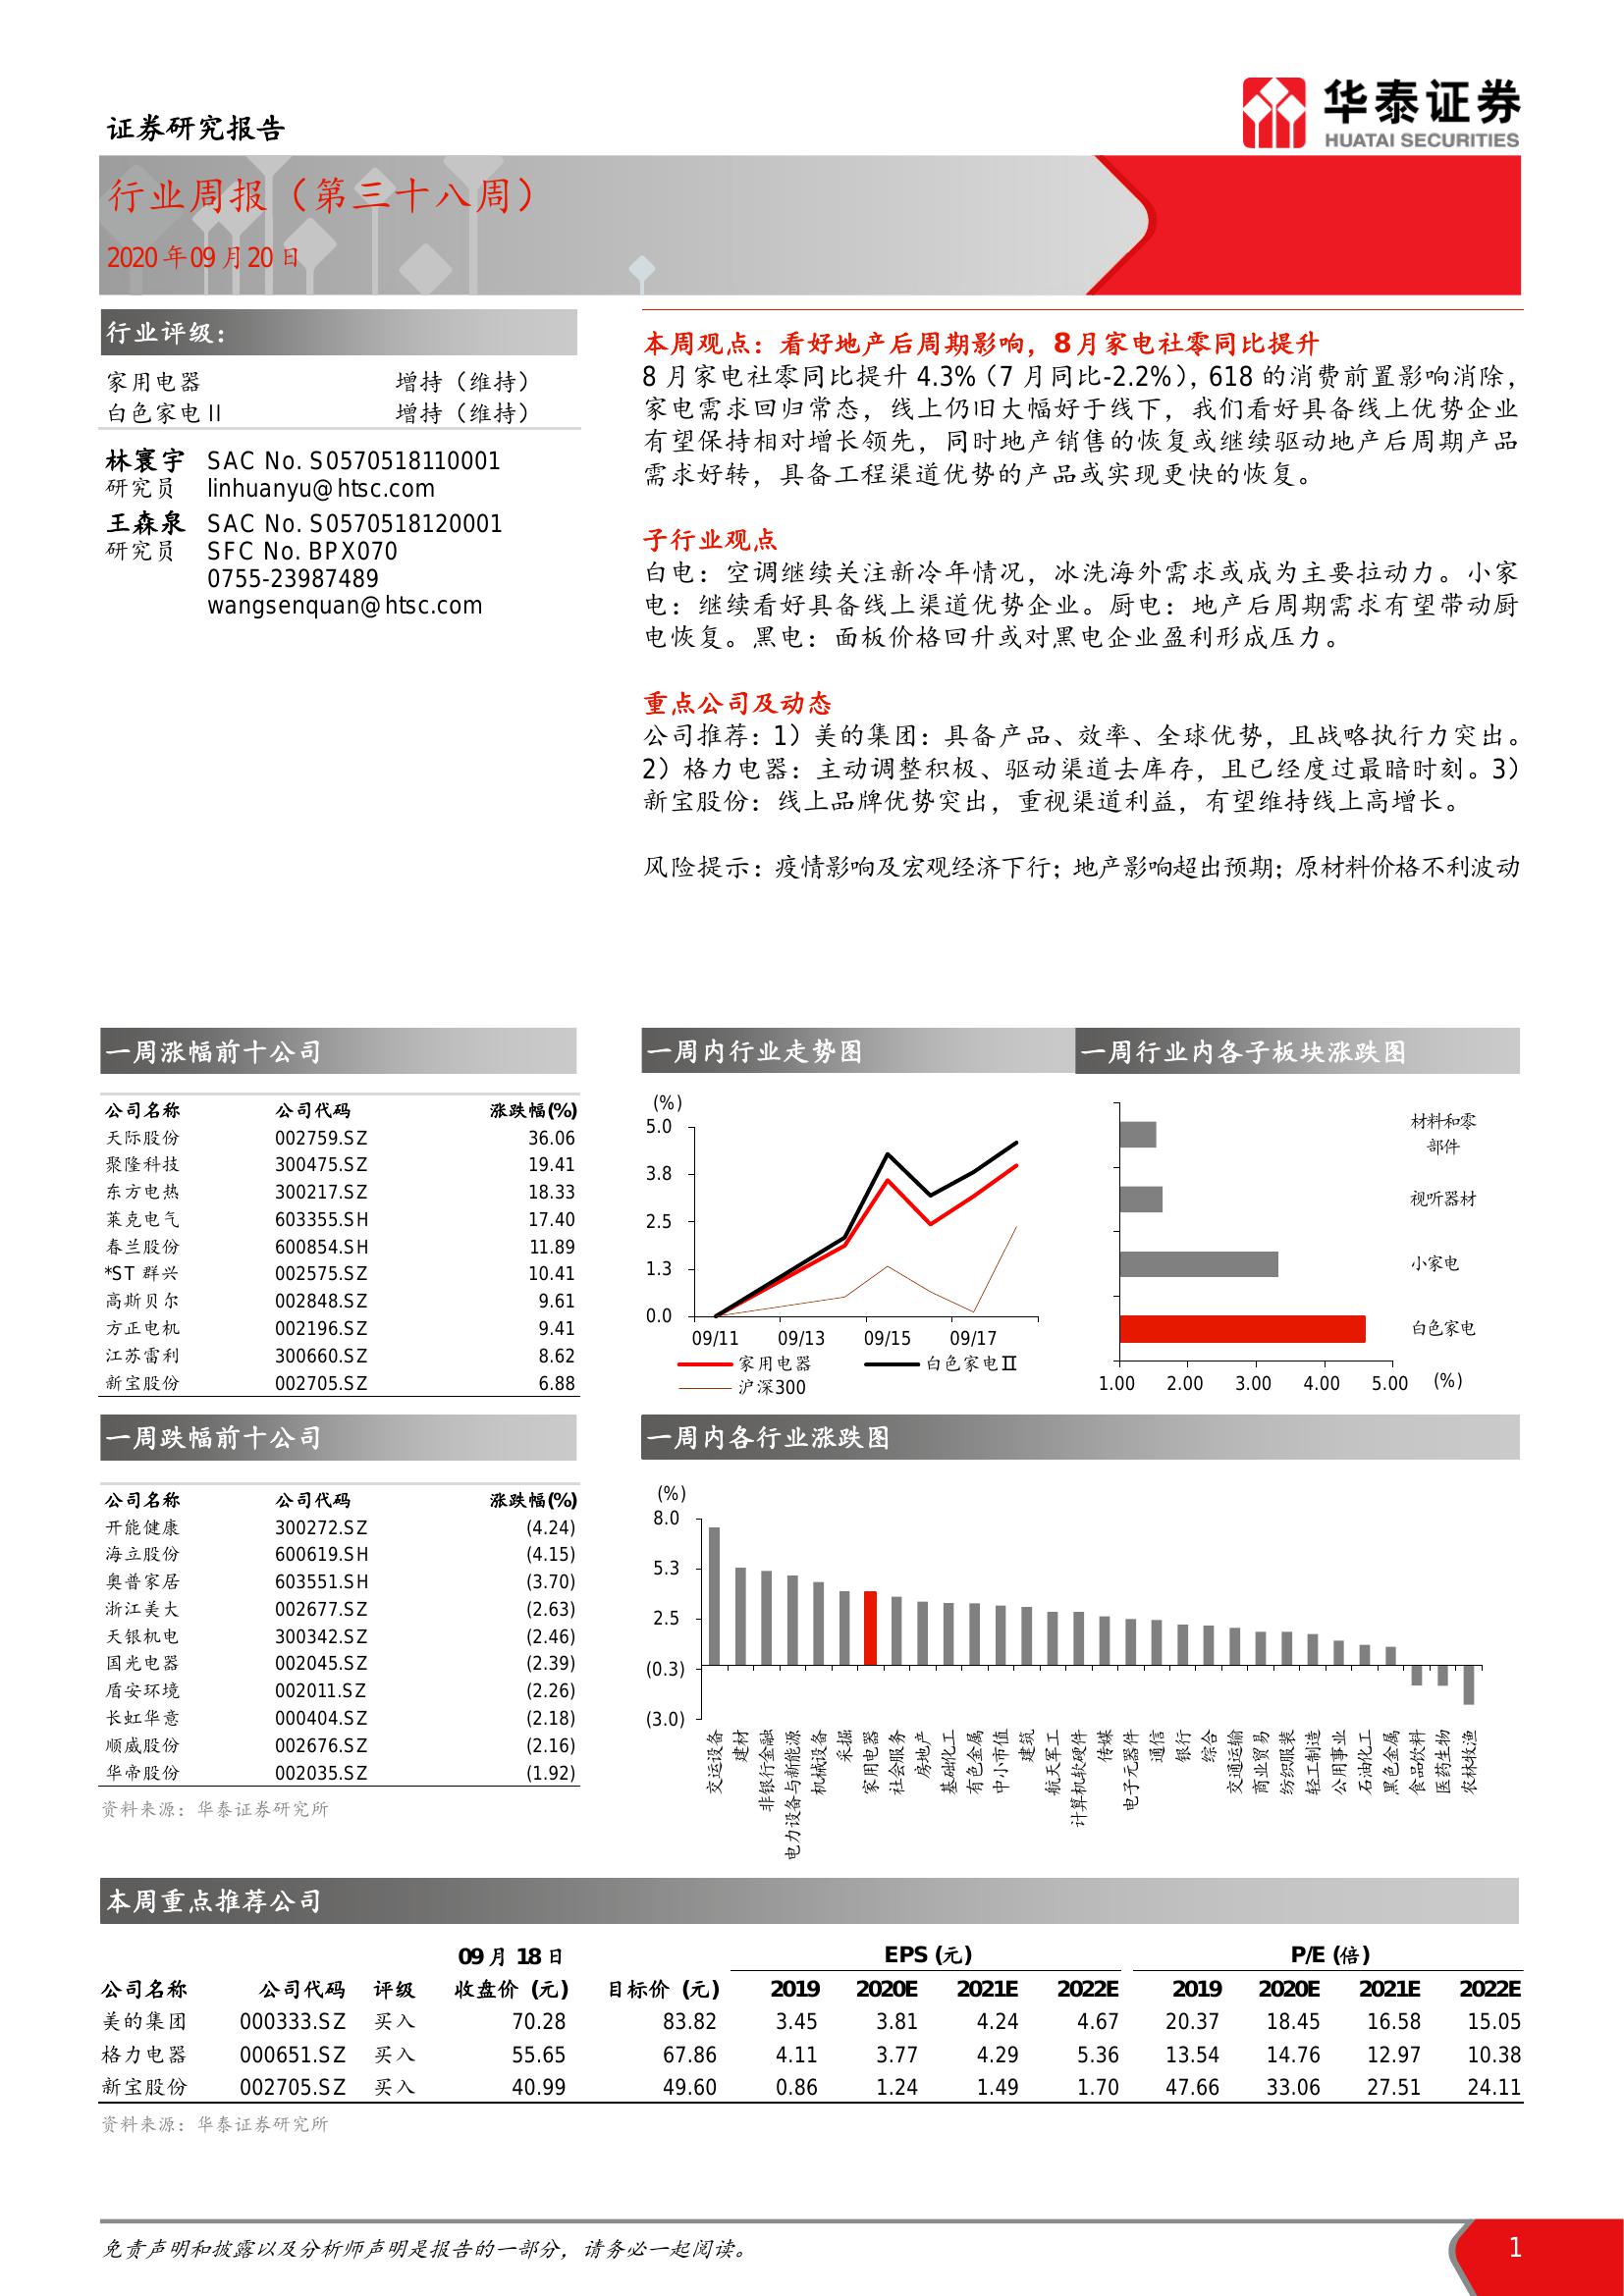 证券研究报告
华泰证券
HUATAI SECURITIES
行业周报（第三十八周）
2020年09月20日
行业评级：
家用电器 增持（维持）
白色家电II 增持（维持）
林寰宇 SAC No. S0570518110001
研究员 linhuanyu@htsc.com
王森泉 SAC No. S0570518120001
研究员 SFC No. BPX070
0755-23987489
wangsenquan@htsc.com
本周观点：看好地产后周期影响，8月家电社零同比提升
8月家电社零同比提升 4.3%（7月同比-2.2%），618的消费前置影响消除，
家电需求回归常态，线上仍旧大幅好于线下，我们看好具备线上优势企业
有望保持相对增长领先，同时地产销售的恢复或继续驱动地产后周期产品
需求好转，具备工程渠道优势的产品或实现更快的恢复。
子行业观点
白电：空调继续关注新冷年情况，冰洗海外需求或成为主要拉动力。小家
电：继续看好具备线上渠道优势企业。厨电：地产后周期需求有望带动厨
电恢复。黑电：面板价格回升或对黑电企业盈利形成压力。
重点公司及动态
公司推荐：1）美的集团：具备产品、效率、全球优势，且战略执行力突出。
2）格力电器：主动调整积极、驱动渠道去库存，且已经度过最暗时刻。3）
新宝股份：线上品牌优势突出，重视渠道利益，有望维持线上高增长。
风险提示：疫情影响及宏观经济下行；地产影响超出预期；原材料价格不利波动
一周涨幅前十公司
公司名称 公司代码 涨跌幅(%)
天际股份 002759.SZ 36.06
聚隆科技 300475.SZ 19.41
东方电热 300217.SZ 18.33
莱克电气 603355.SH 17.40
春兰股份 600854.SH 11.89
*ST群兴 002575.SZ 10.41
高斯贝尔 002848.SZ 9.61
方正电机 002196.SZ 9.41
江苏雷利 300660.SZ 8.62
新宝股份 002705.SZ 6.88
一周内行业走势图
(%)
5.0
3.8
2.5
1.3
0.0
09/11 09/13 09/15 09/17
家用电器 白色家电II
沪深300
一周行业内各子板块涨跌图
材料和零
部件
视听器材
小家电
白色家电
1.00 2.00 3.00 4.00 5.00 (%)
一周跌幅前十公司
公司名称 公司代码 涨跌幅(%)
开能健康 300272.SZ (4.24)
海立股份 600619.SH (4.15)
奥普家居 603551.SH (3.70)
浙江美大 002677.SZ (2.63)
天银机电 300342.SZ (2.46)
国光电器 002045.SZ (2.39)
盾安环境 002011.SZ (2.26)
长虹华意 000404.SZ (2.18)
顺威股份 002676.SZ (2.16)
华帝股份 002035.SZ (1.92)
资料来源：华泰证券研究所
一周内各行业涨跌图
(%)
8.0
5.3
2.5
(0.3)
(3.0)
交运设备
建材
非银行金融
电力设备与新能源
机械设备
采掘
家用电器
社会服务
房地产
基础化工
有色金属
中小市值
建筑
航天军工
计算机软硬件
传媒
电子元器件
通信
银行
综合
交通运输
商业贸易
纺织服装
轻工制造
公用事业
石油化工
黑色金属
食品饮料
医药生物
农林牧渔
本周重点推荐公司
09月18日 EPS (元) P/E (倍)
公司名称 公司代码 评级 收盘价 (元) 目标价 (元) 2019 2020E 2021E 2022E 2019 2020E 2021E 2022E
美的集团 000333.SZ 买入 70.28 83.82 3.45 3.81 4.24 4.67 20.37 18.45 16.58 15.05
格力电器 000651.SZ 买入 55.65 67.86 4.11 3.77 4.29 5.36 13.54 14.76 12.97 10.38
新宝股份 002705.SZ 买入 40.99 49.60 0.86 1.24 1.49 1.70 47.66 33.06 27.51 24.11
资料来源：华泰证券研究所
免责声明和披露以及分析师声明是报告的一部分，请务必一起阅读。 1